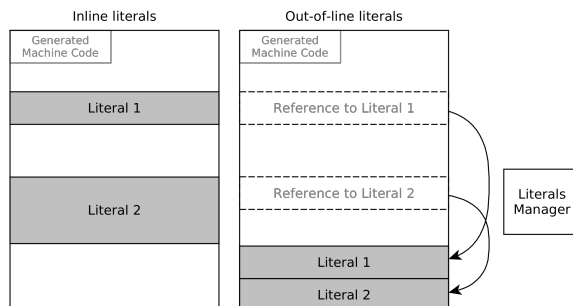 Inline literals
Out-of-line literals
Generated
Machine Code
Generated
Machine Code
Literal 1
Reference to Literal 1
Literal 2
Reference to Literal 2
Literals
Manager
Literal 1
Literal 2